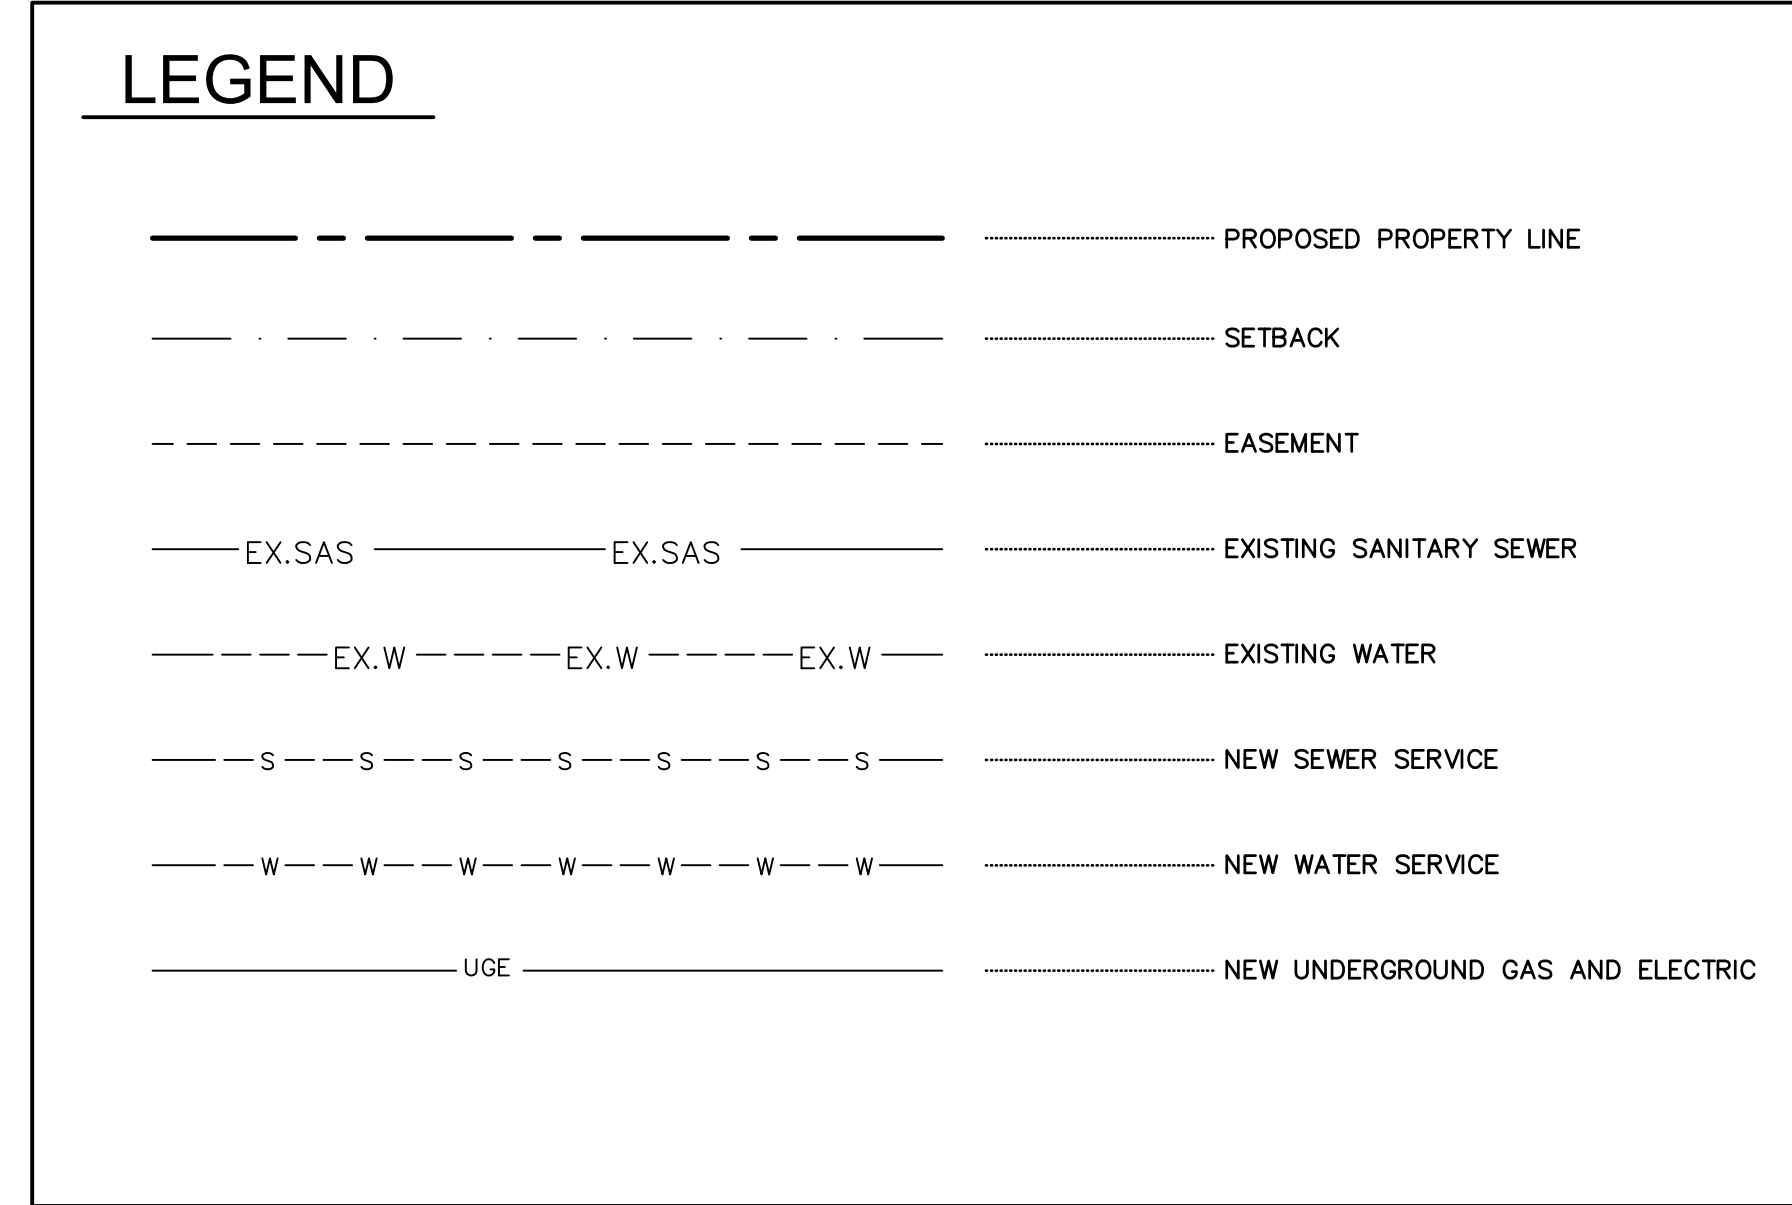 LEGEND
PROPOSED PROPERTY LINE
SETBACK
EASEMENT
EX.SAS EX.SAS EXISTING SANITARY SEWER
EX.W EX.W EX.W EXISTING WATER
S S S S S S S NEW SEWER SERVICE
W W W W W W W NEW WATER SERVICE
UGE NEW UNDERGROUND GAS AND ELECTRIC